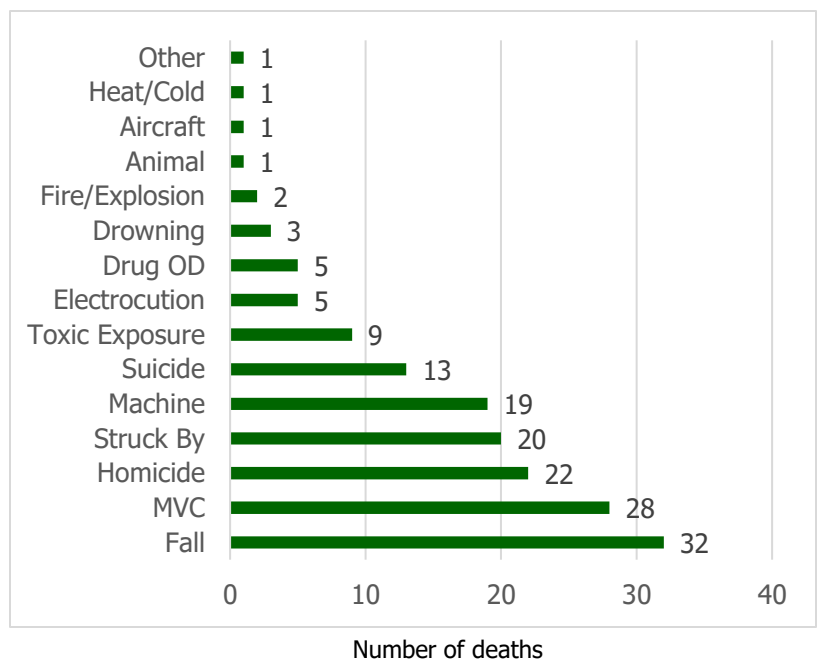 Other 1
Heat/Cold 1
Aircraft 1
Animal 1
Fire/Explosion 2
Drowning 3
Drug OD 5
Electrocution 5
Toxic Exposure 9
Suicide 13
Machine 19
Struck By 20
Homicide 22
MVC 28
Fall 32
0 10 20 30 40
Number of deaths